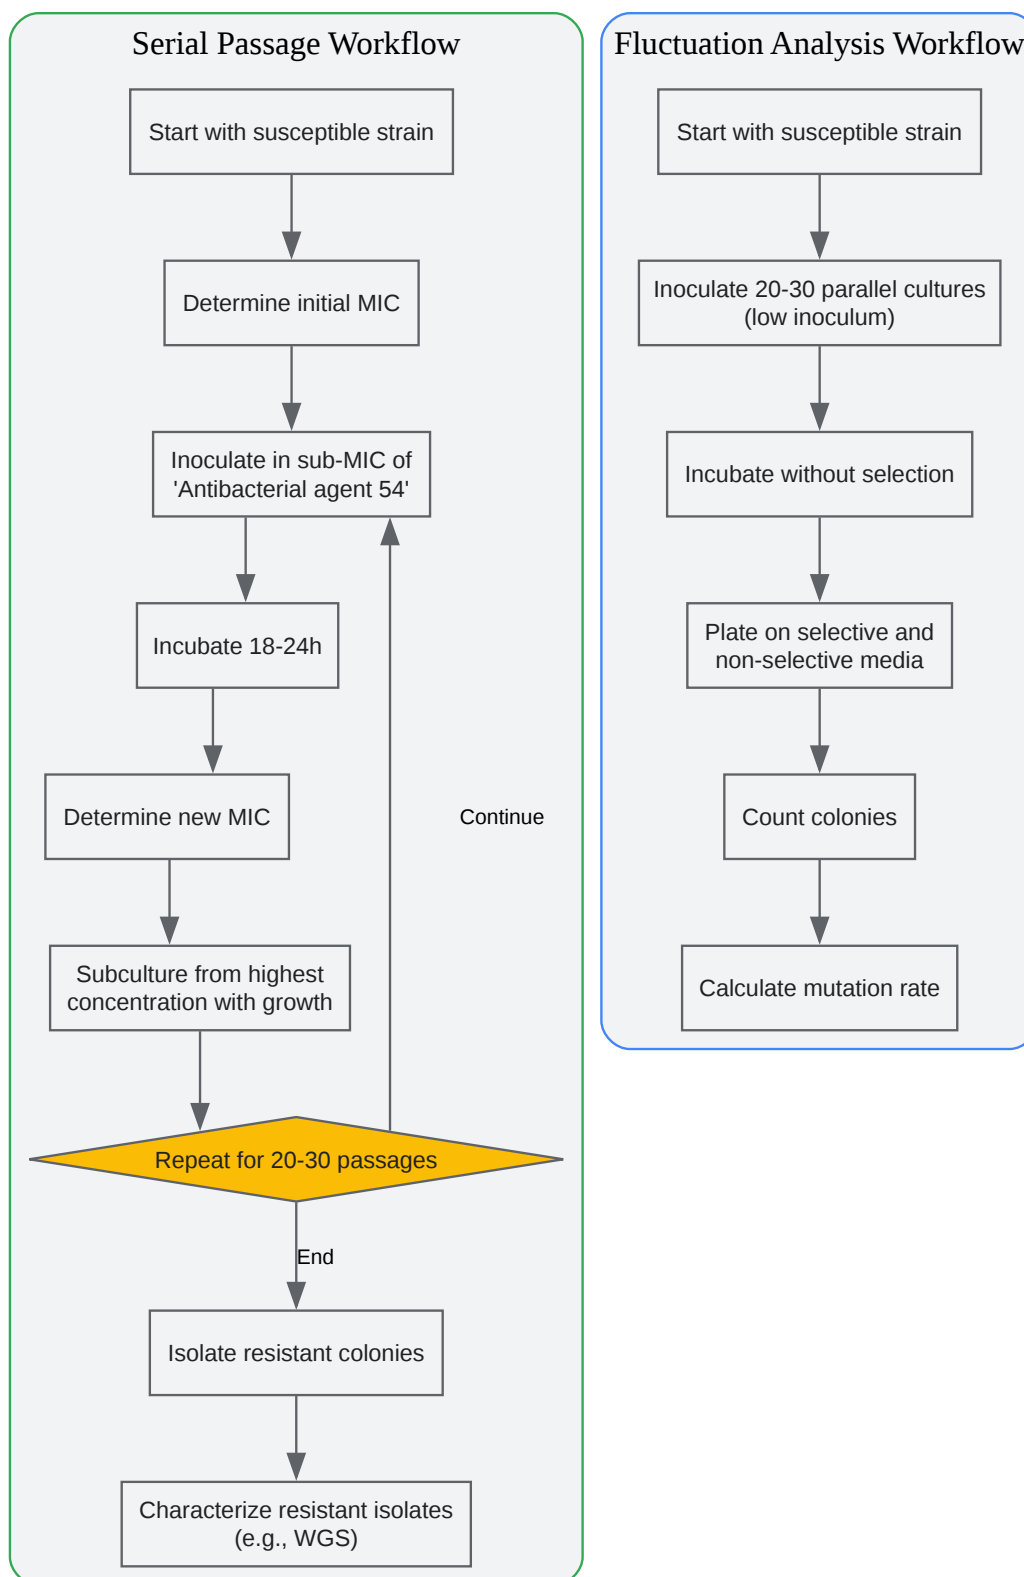 Serial Passage Workflow
Start with susceptible strain
Determine initial MIC
Inoculate in sub-MIC of
'Antibacterial agent 54'
Incubate 18-24h
Determine new MIC
Continue
Subculture from highest
concentration with growth
Repeat for 20-30 passages
End
Isolate resistant colonies
Characterize resistant isolates
(e.g., WGS)
Fluctuation Analysis Workflow
Start with susceptible strain
Inoculate 20-30 parallel cultures
(low inoculum)
Incubate without selection
Plate on selective and
non-selective media
Count colonies
Calculate mutation rate